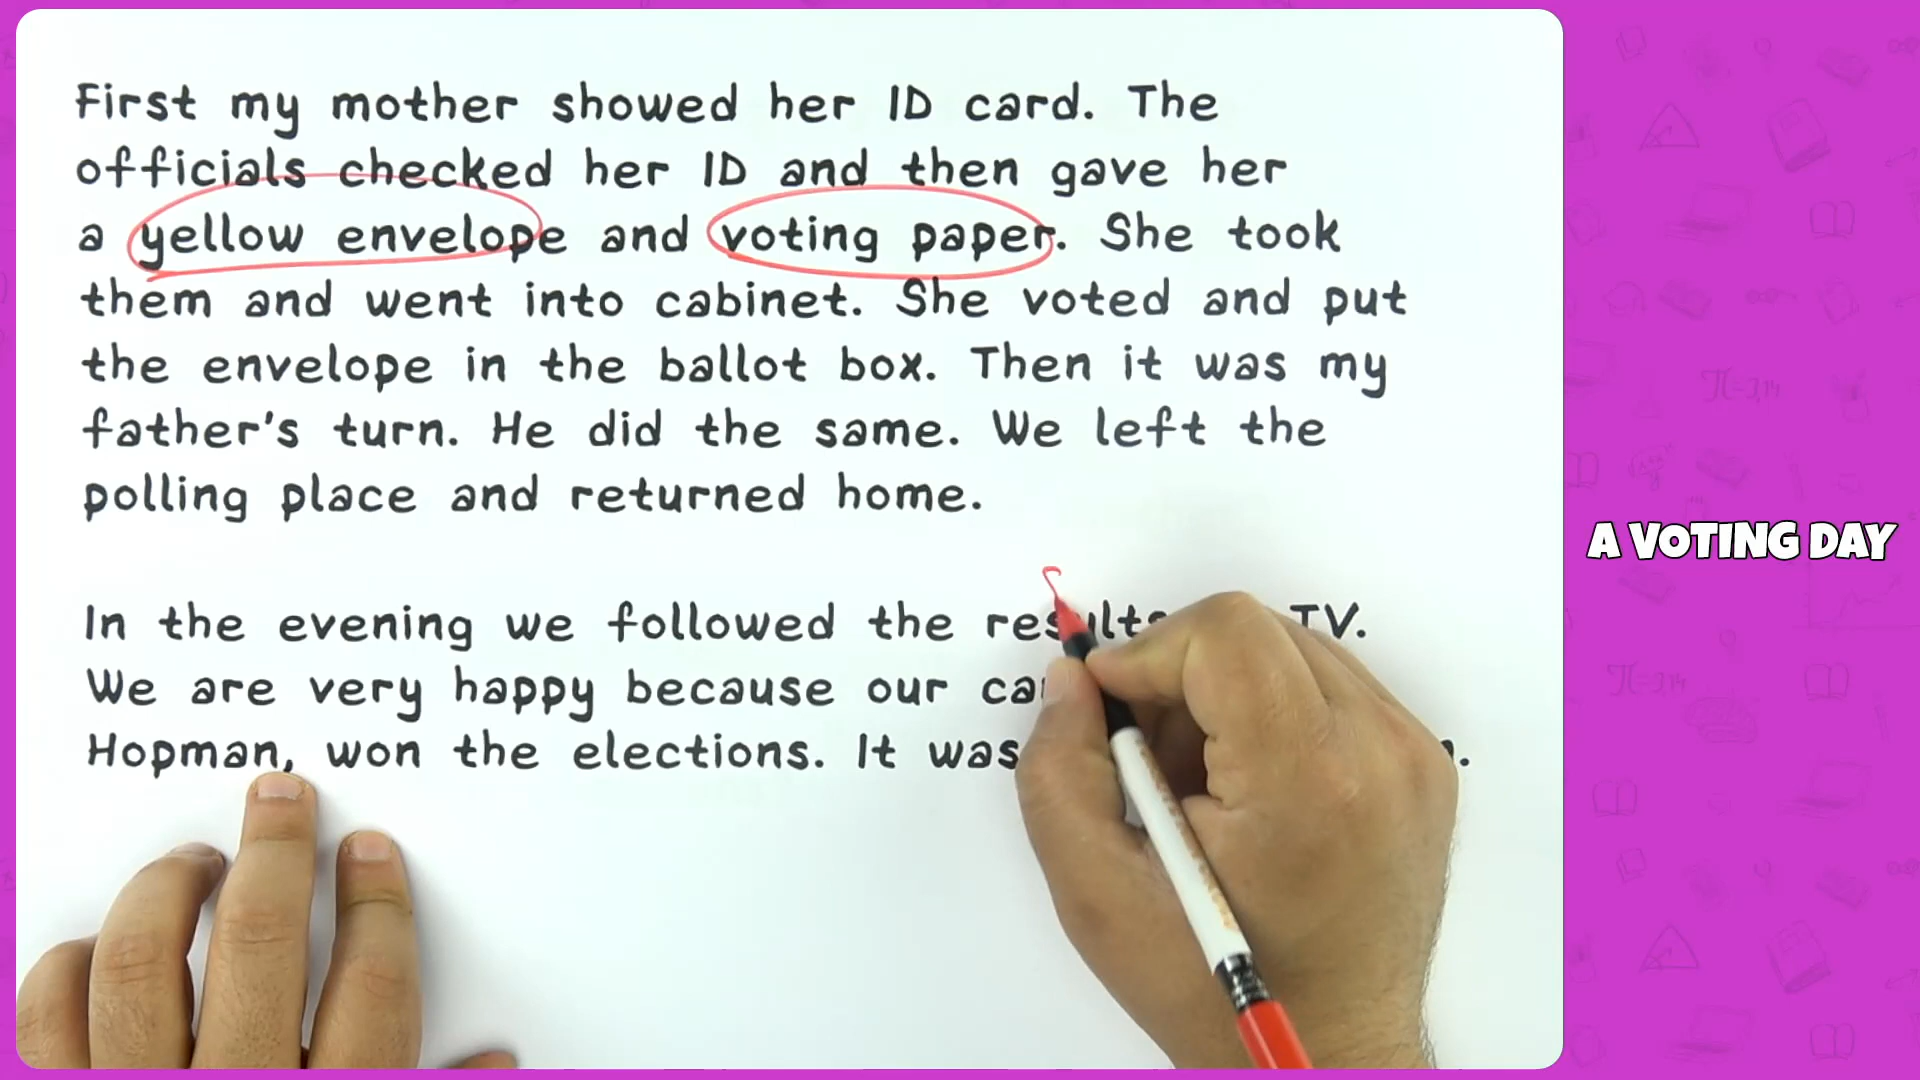 First my mother showed her ID card. The
officials checked her ID and then gave her
a yellow envelope and voting paper. She took
them and went into cabinet. She voted and put
the envelope in the ballot box. Then it was my
father's turn. He did the same. We left the
polling place and returned home.
In the evening we followed the results TV.
We are very happy because our
Hopman, won the elections. It was
A VOTING DAY